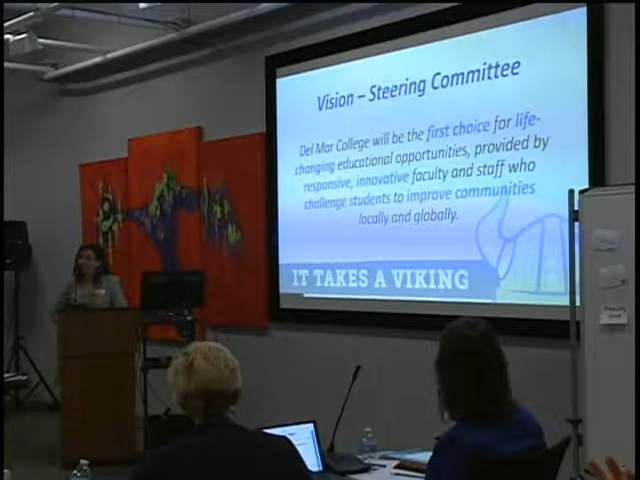 Vision – Steering Committee
Del Mar College will be the first choice for life-
changing educational opportunities, provided by
responsive, innovative faculty and staff who
challenge students to improve communities
locally and globally.
IT TAKES A VIKING